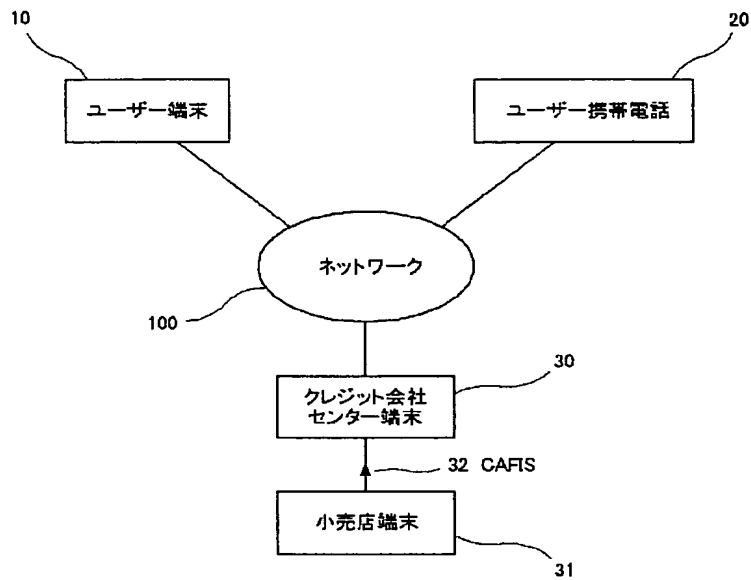 10
20
ユーザー端末
ユーザー携帯電話
ネットワーク
100
30
クレジット会社
センター端末
32 CAFIS
小売店端末
31